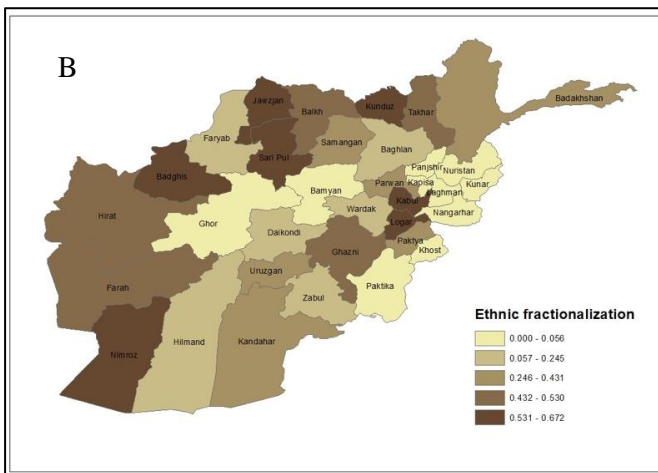 B
Jawzjan
Kunduz
Balkh
Takhar
Badakhshan
Faryab
Sari Pul
Samangan
Baghlan
Badghis
Panjshir
Nuristan
Bamyan
Parwan
Kapisa
Kunar
Laghman
Kabul
Hirat
Ghor
Wardak
Nangarhar
Logar
Daikondi
Ghazni
Paktya
Khost
Uruzgan
Farah
Zabul
Paktika
Nimroz
Hilmand
Kandahar
Ethnic fractionalization
0.000 - 0.056
0.057 - 0.245
0.246 - 0.431
0.432 - 0.530
0.531 - 0.672